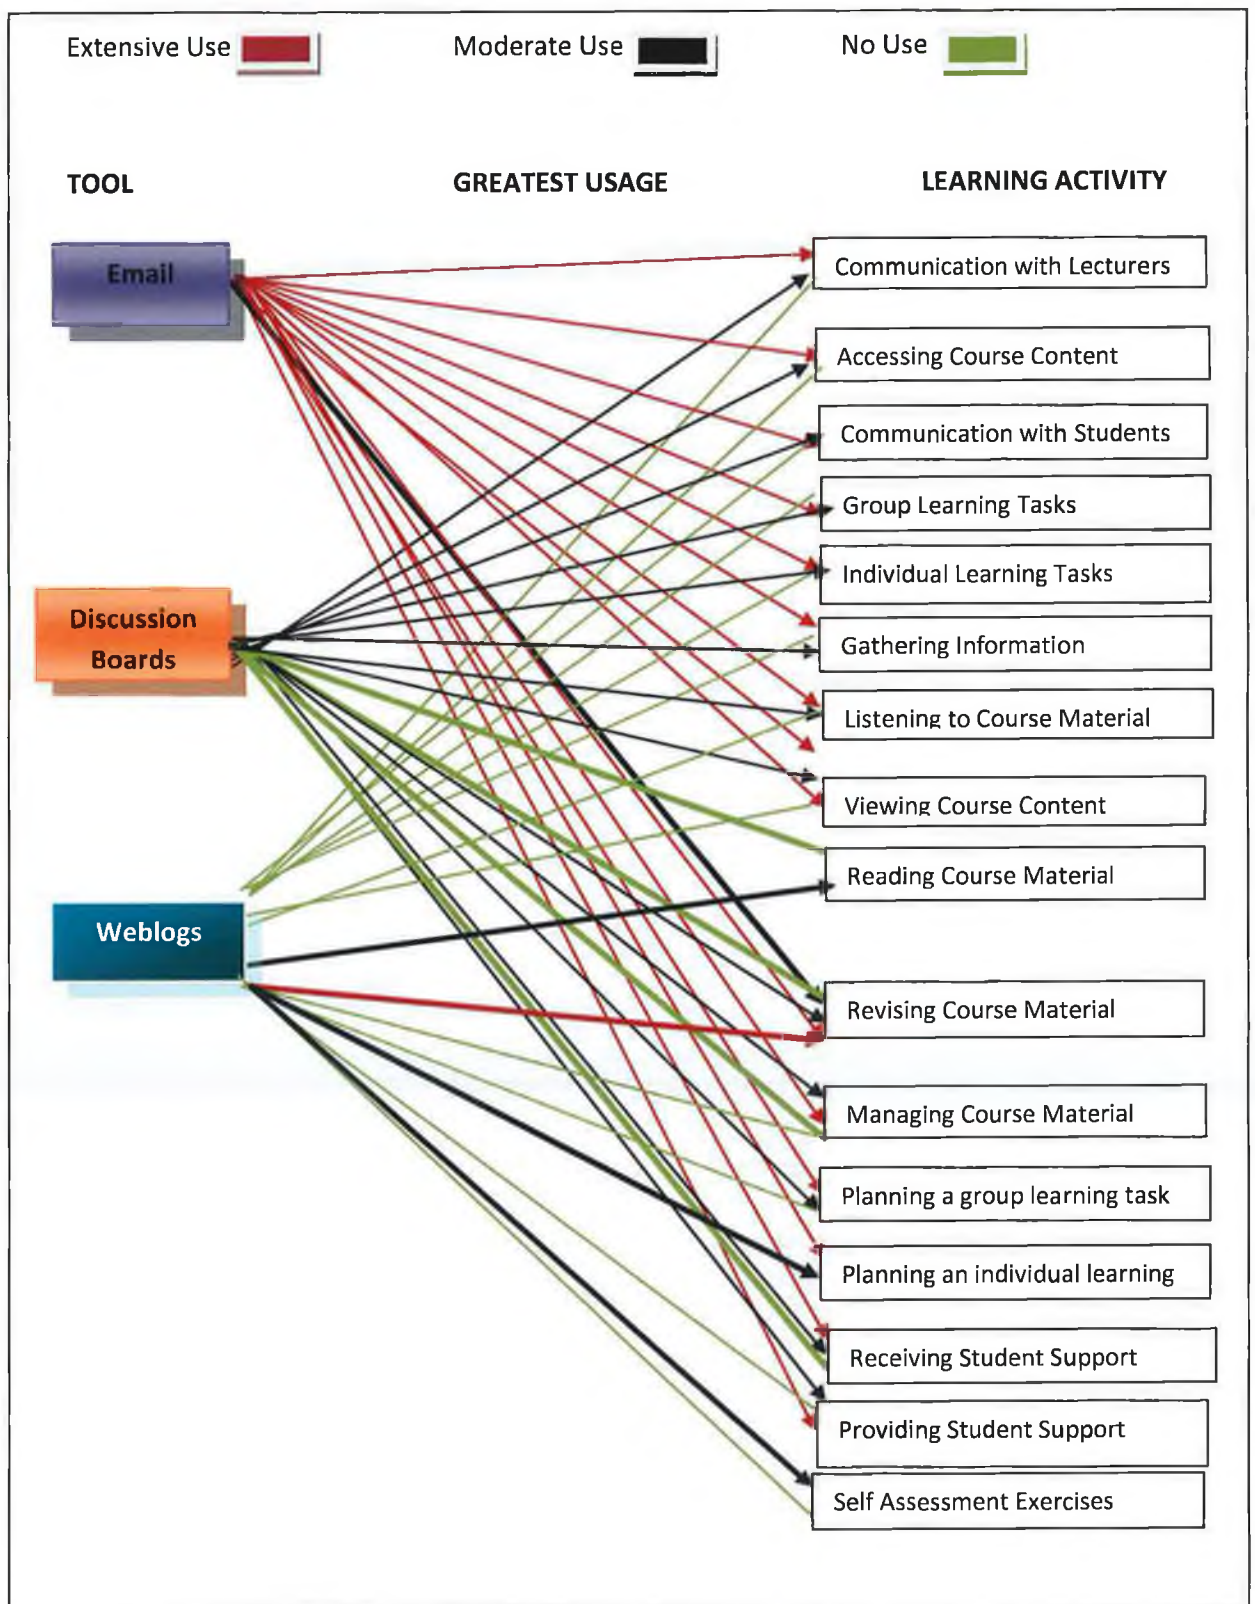 Extensive Use
Moderate Use
No Use
TOOL
GREATEST USAGE
LEARNING ACTIVITY
Email
Discussion
Boards
Weblogs
Communication with Lecturers
Accessing Course Content
Communication with Students
Group Learning Tasks
Individual Learning Tasks
Gathering Information
Listening to Course Material
Viewing Course Content
Reading Course Material
Revising Course Material
Managing Course Material
Planning a group learning task
Planning an individual learning
Receiving Student Support
Providing Student Support
Self Assessment Exercises